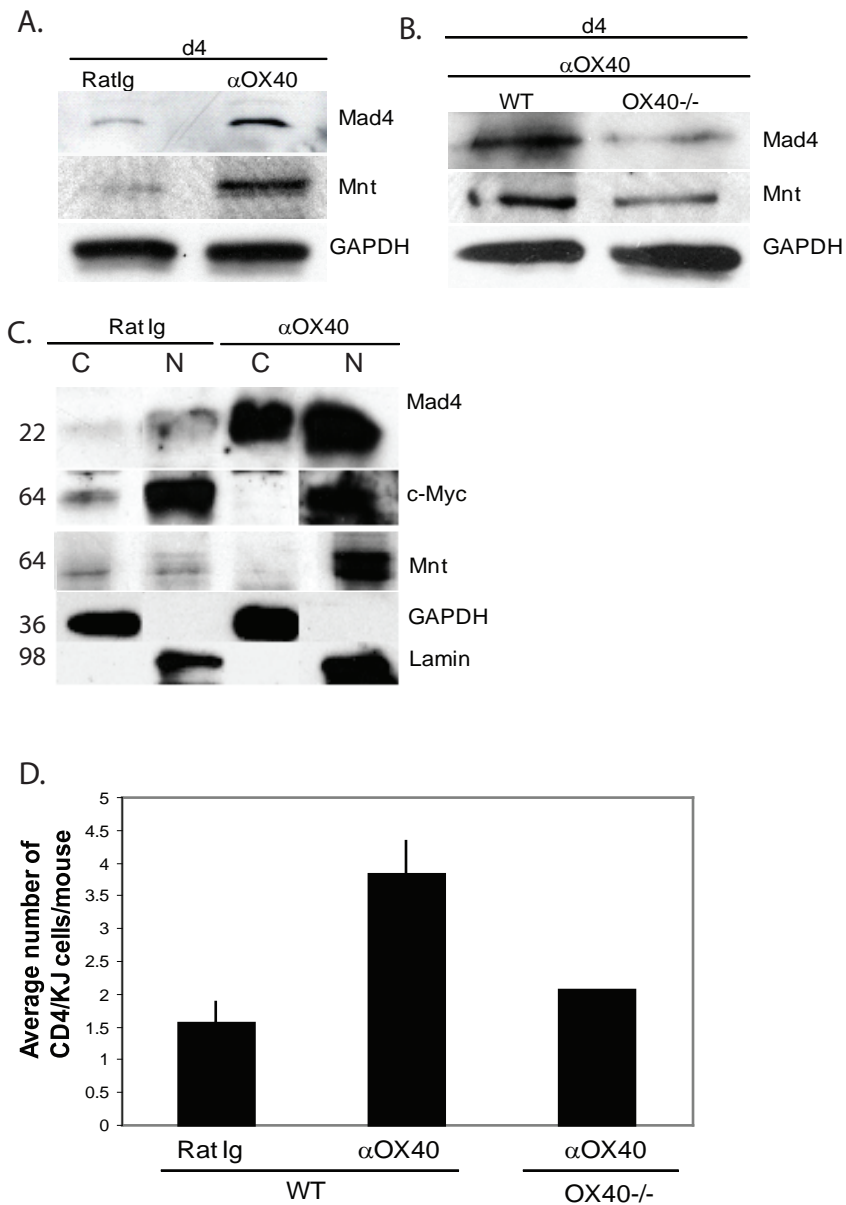 A.
d4
RatIg αOX40
Mad4
Mnt
GAPDH
B.
d4
αOX40
WT OX40-/-
Mad4
Mnt
GAPDH
C.
Rat Ig αOX40
C N C N
22 Mad4
64 c-Myc
64 Mnt
36 GAPDH
98 Lamin
D.
Average number of
CD4/KJ cells/mouse
5
4.5
4
3.5
3
2.5
2
1.5
1
0.5
0
Rat Ig αOX40 αOX40
WT OX40-/-